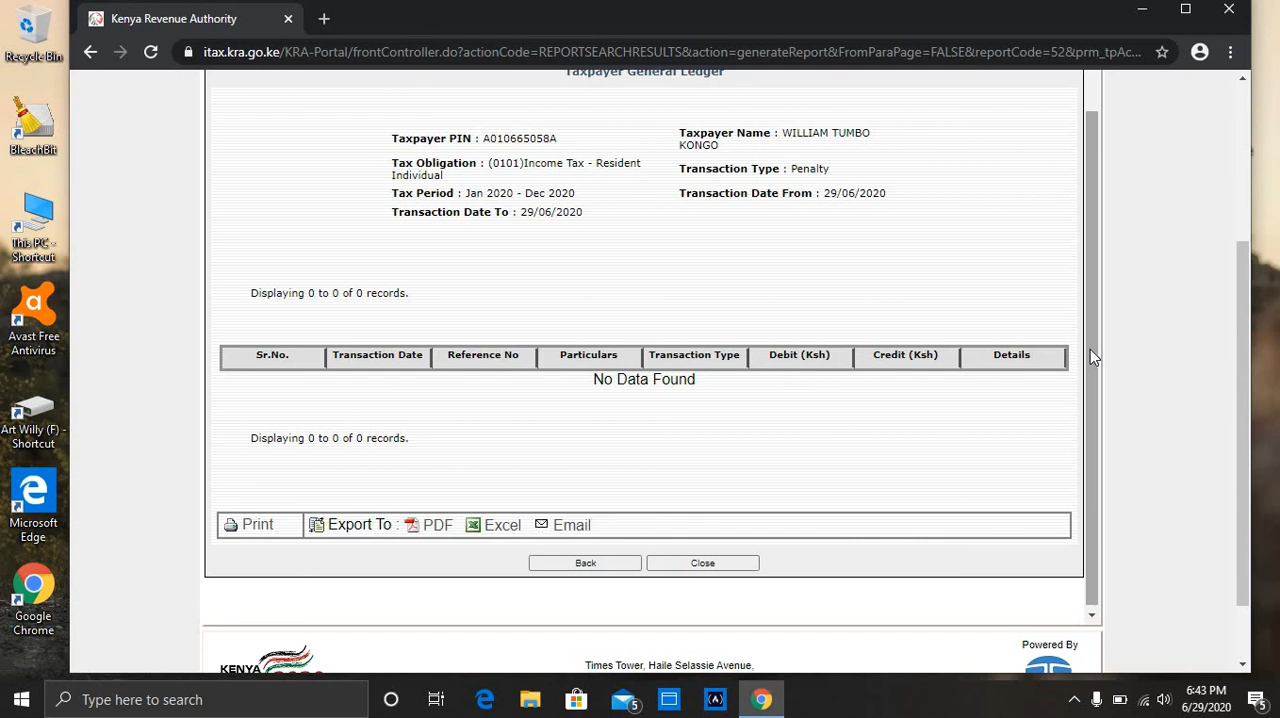 Kenya Revenue Authority
itax.kra.go.ke/KRA-Portal/frontController.do?actionCode=REPORTSEARCHRESULTS&action=generateReport&FromParaPage=FALSE&reportCode=52&prm_tpAc...
Recycle Bin
BleachBit
This PC -
Shortcut
Avast Free
Antivirus
Art Willy (F) -
Shortcut
Microsoft
Edge
Google
Chrome
Taxpayer General Ledger
Taxpayer PIN : A010665058A
Taxpayer Name : WILLIAM TUMBO
KONGO
Tax Obligation : (0101)Income Tax - Resident
Individual
Transaction Type : Penalty
Tax Period : Jan 2020 - Dec 2020
Transaction Date From : 29/06/2020
Transaction Date To : 29/06/2020
Displaying 0 to 0 of 0 records.
Sr.No. Transaction Date Reference No Particulars Transaction Type Debit (Ksh) Credit (Ksh) Details
No Data Found
Displaying 0 to 0 of 0 records.
Print Export To : PDF Excel Email
Back Close
KENYA
Times Tower, Haile Selassie Avenue,
Powered By
Type here to search
5
6:43 PM
6/29/2020
5